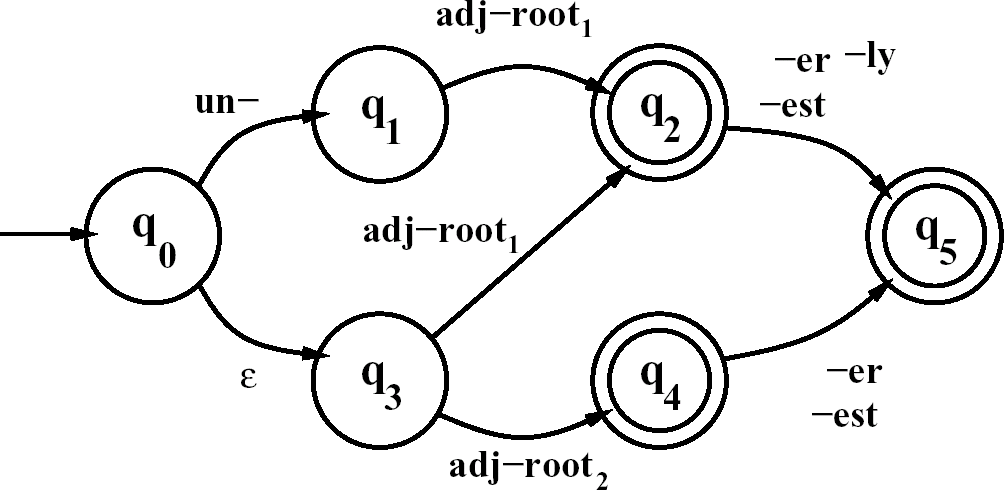 adj−root₁
−er −ly
−est
un−
q₁
q₂
q₀
adj−root₁
q₅
ε
q₃
q₄
−er
−est
adj−root₂